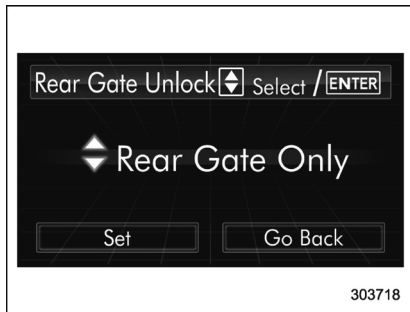 Rear Gate Unlock Select / ENTER
Rear Gate Only
Set Go Back
303718